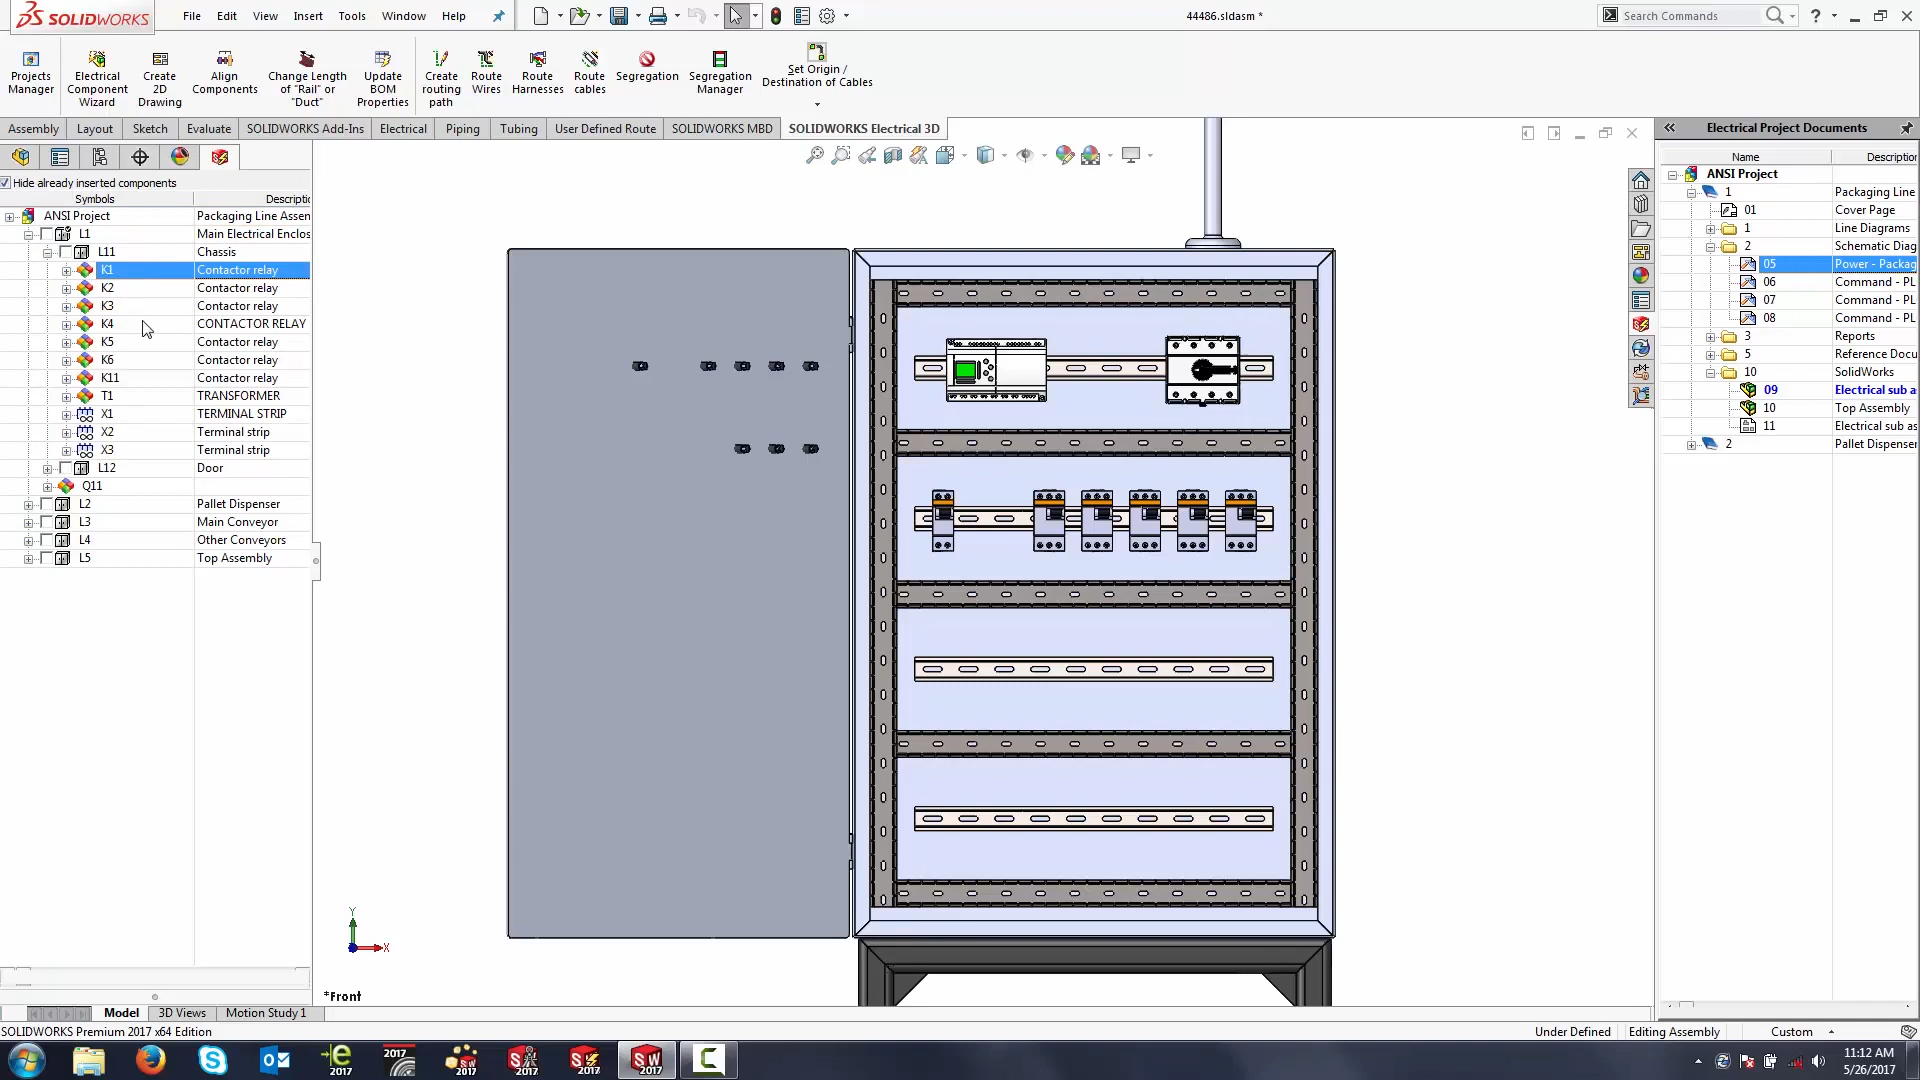 SOLIDWORKS
File Edit View Insert Tools Window Help
44486.sldasm *
Search Commands
?
Projects Manager
Electrical Component Wizard
Create 2D Drawing
Align Components
Change Length of "Rail" or "Duct"
Update BOM Properties
Create routing path
Route Wires
Route Harnesses
Route cables
Segregation
Segregation Manager
Set Origin / Destination of Cables
Assembly Layout Sketch Evaluate SOLIDWORKS Add-Ins Electrical Piping Tubing User Defined Route SOLIDWORKS MBD SOLIDWORKS Electrical 3D
Hide already inserted components
Symbols Descriptic
ANSI Project Packaging Line Assen
L1 Main Electrical Enclos
L11 Chassis
K1 Contactor relay
K2 Contactor relay
K3 Contactor relay
K4 CONTACTOR RELAY
K5 Contactor relay
K6 Contactor relay
K11 Contactor relay
T1 TRANSFORMER
X1 TERMINAL STRIP
X2 Terminal strip
X3 Terminal strip
L12 Door
Q11
L2 Pallet Dispenser
L3 Main Conveyor
L4 Other Conveyors
L5 Top Assembly
Y
X
*Front
Electrical Project Documents
Name Description
ANSI Project
1 Packaging Line
01 Cover Page
1 Line Diagrams
2 Schematic Diag
05 Power - Packag
06 Command - PL
07 Command - PL
08 Command - PL
3 Reports
5 Reference Docu
10 SolidWorks
09 Electrical sub a
10 Top Assembly
11 Electrical sub as
2 Pallet Dispenser
Model 3D Views Motion Study 1
SOLIDWORKS Premium 2017 x64 Edition
Under Defined Editing Assembly Custom
2017 2017 2017 2017 2017 SW 2017 C
11:12 AM
5/26/2017